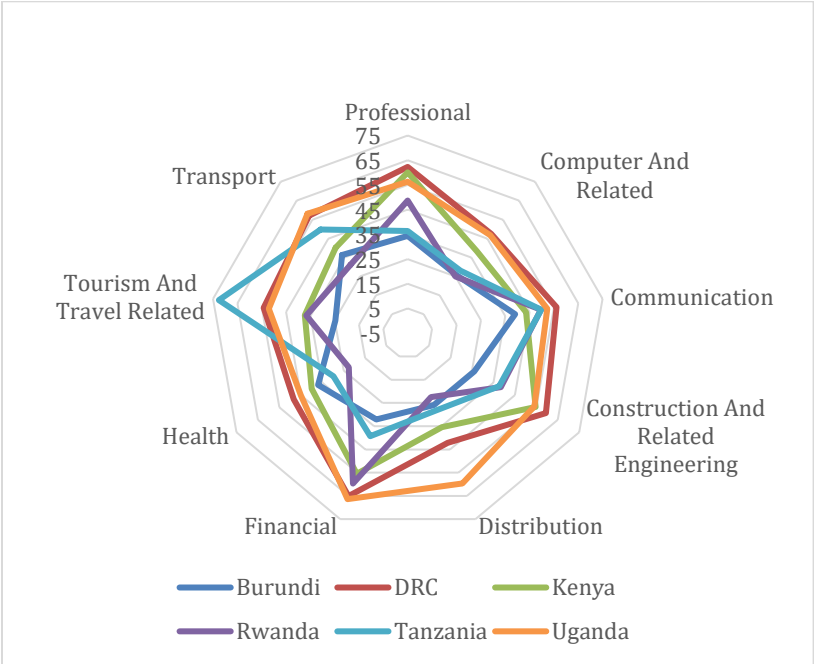 Professional
75
65
55
45
35
25
15
5
-5
Computer And
Related
Communication
Construction And
Related
Engineering
Distribution
Financial
Health
Tourism And
Travel Related
Transport
Burundi DRC Kenya
Rwanda Tanzania Uganda